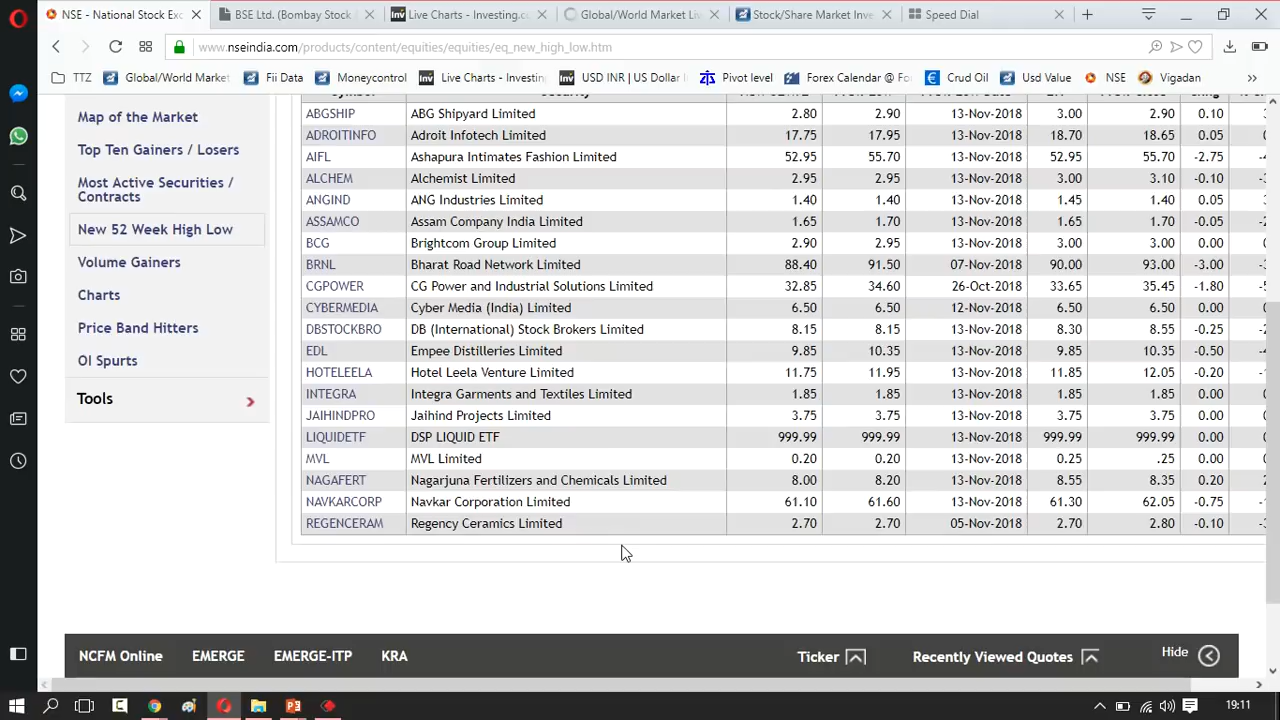 NSE - National Stock Exc
BSE Ltd. (Bombay Stock
Live Charts - Investing.c
Global/World Market Liv
Stock/Share Market Inve
Speed Dial
www.nseindia.com/products/content/equities/equities/eq_new_high_low.htm
TTZ Global/World Market Fii Data Moneycontrol Live Charts - Investing USD INR | US Dollar Pivot level Forex Calendar @ Fo Crud Oil Usd Value NSE Vigadan
Map of the Market
Top Ten Gainers / Losers
Most Active Securities /
Contracts
New 52 Week High Low
Volume Gainers
Charts
Price Band Hitters
OI Spurts
Tools
Symbol Security
ABGSHIP ABG Shipyard Limited 2.80 2.90 13-Nov-2018 3.00 2.90 0.10
ADROITINFO Adroit Infotech Limited 17.75 17.95 13-Nov-2018 18.70 18.65 0.05
AIFL Ashapura Intimates Fashion Limited 52.95 55.70 13-Nov-2018 52.95 55.70 -2.75
ALCHEM Alchemist Limited 2.95 2.95 13-Nov-2018 3.00 3.10 -0.10
ANGIND ANG Industries Limited 1.40 1.40 13-Nov-2018 1.45 1.40 0.05
ASSAMCO Assam Company India Limited 1.65 1.70 13-Nov-2018 1.65 1.70 -0.05
BCG Brightcom Group Limited 2.90 2.95 13-Nov-2018 3.00 3.00 0.00
BRNL Bharat Road Network Limited 88.40 91.50 07-Nov-2018 90.00 93.00 -3.00
CGPOWER CG Power and Industrial Solutions Limited 32.85 34.60 26-Oct-2018 33.65 35.45 -1.80
CYBERMEDIA Cyber Media (India) Limited 6.50 6.50 12-Nov-2018 6.50 6.50 0.00
DBSTOCKBRO DB (International) Stock Brokers Limited 8.15 8.15 13-Nov-2018 8.30 8.55 -0.25
EDL Empee Distilleries Limited 9.85 10.35 13-Nov-2018 9.85 10.35 -0.50
HOTELEELA Hotel Leela Venture Limited 11.75 11.95 13-Nov-2018 11.85 12.05 -0.20
INTEGRA Integra Garments and Textiles Limited 1.85 1.85 13-Nov-2018 1.85 1.85 0.00
JAIHINDPRO Jaihind Projects Limited 3.75 3.75 13-Nov-2018 3.75 3.75 0.00
LIQUIDETF DSP LIQUID ETF 999.99 999.99 13-Nov-2018 999.99 999.99 0.00
MVL MVL Limited 0.20 0.20 13-Nov-2018 0.25 .25 0.00
NAGAFERT Nagarjuna Fertilizers and Chemicals Limited 8.00 8.20 13-Nov-2018 8.55 8.35 0.20
NAVKARCORP Navkar Corporation Limited 61.10 61.60 13-Nov-2018 61.30 62.05 -0.75
REGENCERAM Regency Ceramics Limited 2.70 2.70 05-Nov-2018 2.70 2.80 -0.10
NCFM Online EMERGE EMERGE-ITP KRA Ticker Recently Viewed Quotes Hide
19:11